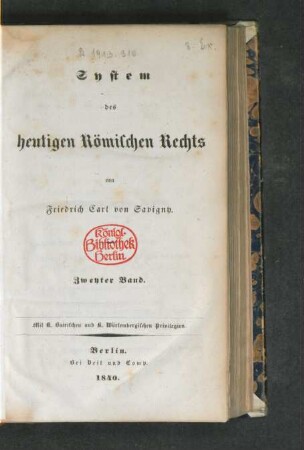 System
des
heutigen Römischen Rechts
von
Friedrich Carl von Savigny.
Königl.
Bibliothek
Berlin.
Zweyter Band.
Mit K. Bairischen und K. Würtembergischen Privilegien.
Berlin.
Bei Veit und Comp.
1840.